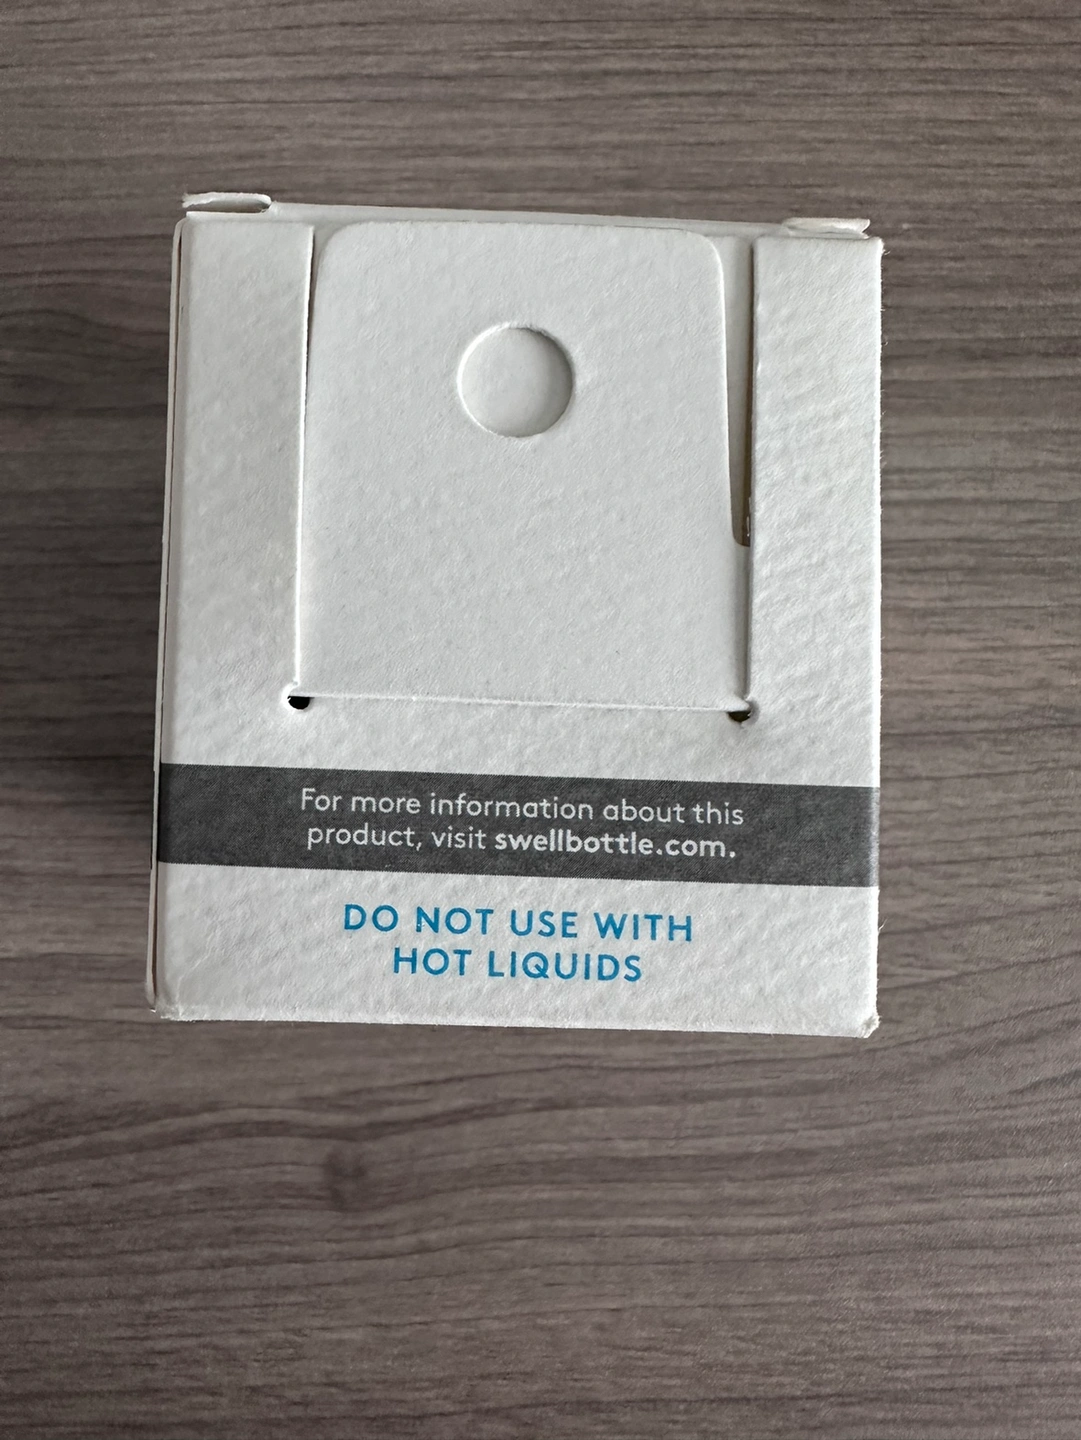 For more information about this
product, visit swellbottle.com.
DO NOT USE WITH
HOT LIQUIDS